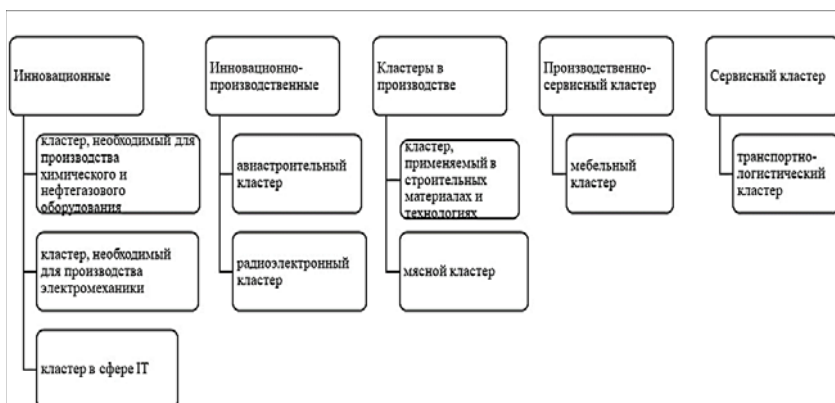 Инновационные
кластер, необходимый для
производства
химического и
нефтегазового
оборудования
кластер, необходимый
для производства
электромеханики
кластер в сфере IT
Инновационно-
производственные
авиастроительный
кластер
радиоэлектронный
кластер
Кластеры в
производстве
кластер,
применяемый в
строительных
материалах и
технологиях
мясной кластер
Производственно-
сервисный кластер
мебельный
кластер
Сервисный кластер
транспортно-
логистический
кластер